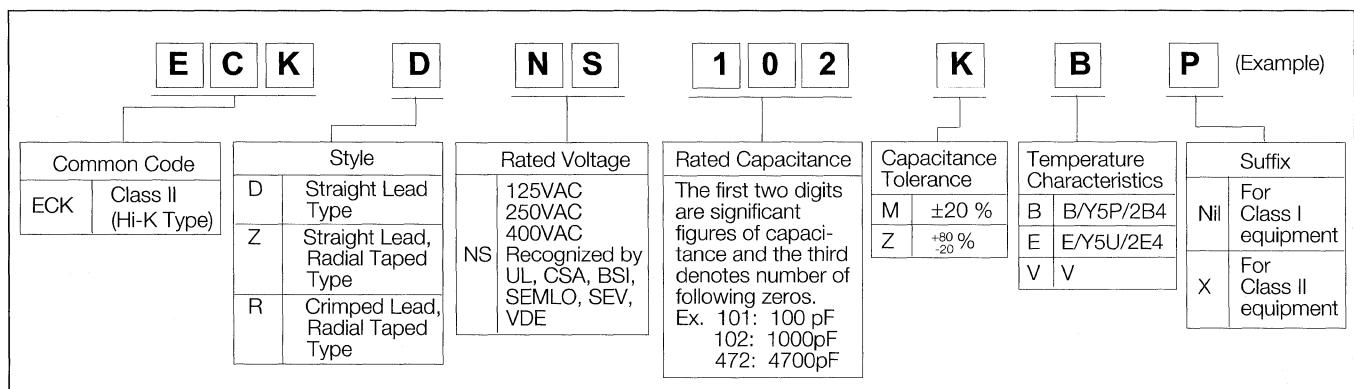 E C K D N S 1 0 2 K B P (Example)
Common Code
ECK Class II
(Hi-K Type)
Style
D Straight Lead
Type
Z Straight Lead,
Radial Taped
Type
R Crimped Lead,
Radial Taped
Type
Rated Voltage
125VAC
250VAC
400VAC
NS Recognized by
UL, CSA, BSI,
SEMLO, SEV,
VDE
Rated Capacitance
The first two digits
are significant
figures of capaci-
tance and the third
denotes number of
following zeros.
Ex. 101: 100 pF
102: 1000pF
472: 4700pF
Capacitance
Tolerance
M ±20 %
Z +80 -20 %
Temperature
Characteristics
B B/Y5P/2B4
E E/Y5U/2E4
V V
Suffix
Nil For
Class I
equipment
X For
Class II
equipment